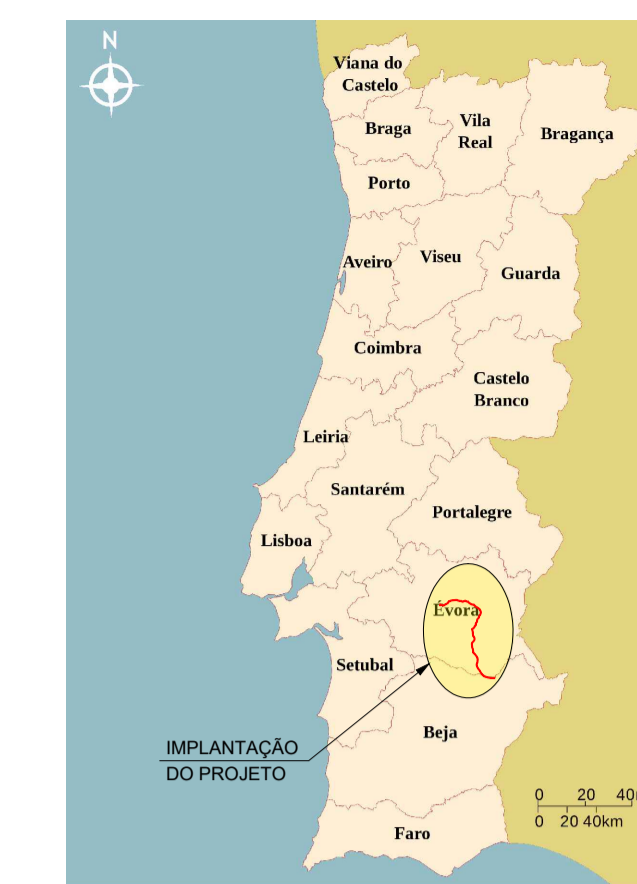 N
Viana do
Castelo
Braga
Vila
Real
Bragança
Porto
Aveiro
Viseu
Guarda
Coimbra
Castelo
Branco
Leiria
Santarém
Portalegre
Lisboa
Évora
Setubal
Beja
IMPLANTAÇÃO
DO PROJETO
0 20 40
0 20 40km
Faro